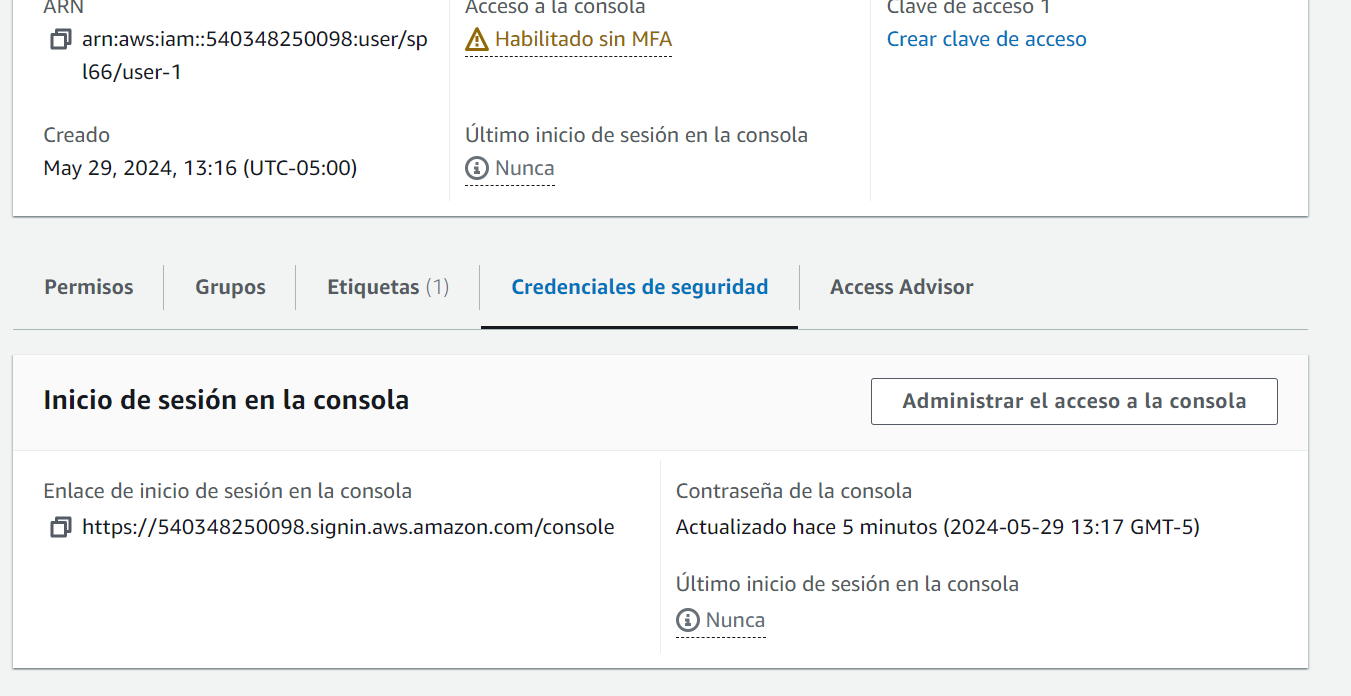 ARN
arn:aws:iam::540348250098:user/sp
l66/user-1
Creado
May 29, 2024, 13:16 (UTC-05:00)
Acceso a la consola
Habilitado sin MFA
Último inicio de sesión en la consola
Nunca
Clave de acceso 1
Crear clave de acceso
Permisos
Grupos
Etiquetas (1)
Credenciales de seguridad
Access Advisor
Inicio de sesión en la consola
Administrar el acceso a la consola
Enlace de inicio de sesión en la consola
https://540348250098.signin.aws.amazon.com/console
Contraseña de la consola
Actualizado hace 5 minutos (2024-05-29 13:17 GMT-5)
Último inicio de sesión en la consola
Nunca